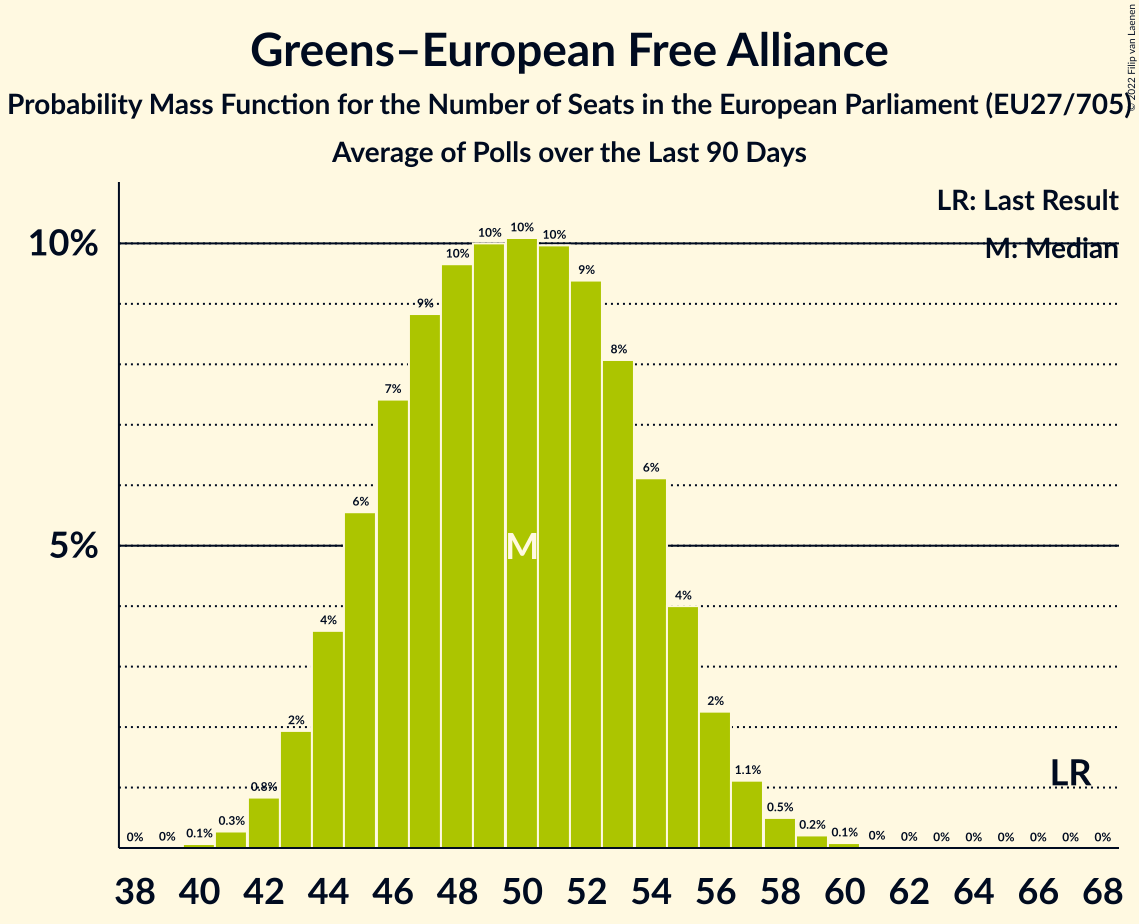 Greens–European Free Alliance
Probability Mass Function for the Number of Seats in the European Parliament (EU27/705)
Average of Polls over the Last 90 Days
© 2022 Filip van Laenen
LR: Last Result
M: Median
10%
5%
0% 0% 0.1% 0.3% 0.8% 2% 4% 6% 7% 9% 10% 10% 10% 10% 9% 8% 6% 4% 2% 1.1% 0.5% 0.2% 0.1% 0% 0% 0% 0% 0% 0% 0% 0%
M
LR
38 40 42 44 46 48 50 52 54 56 58 60 62 64 66 68